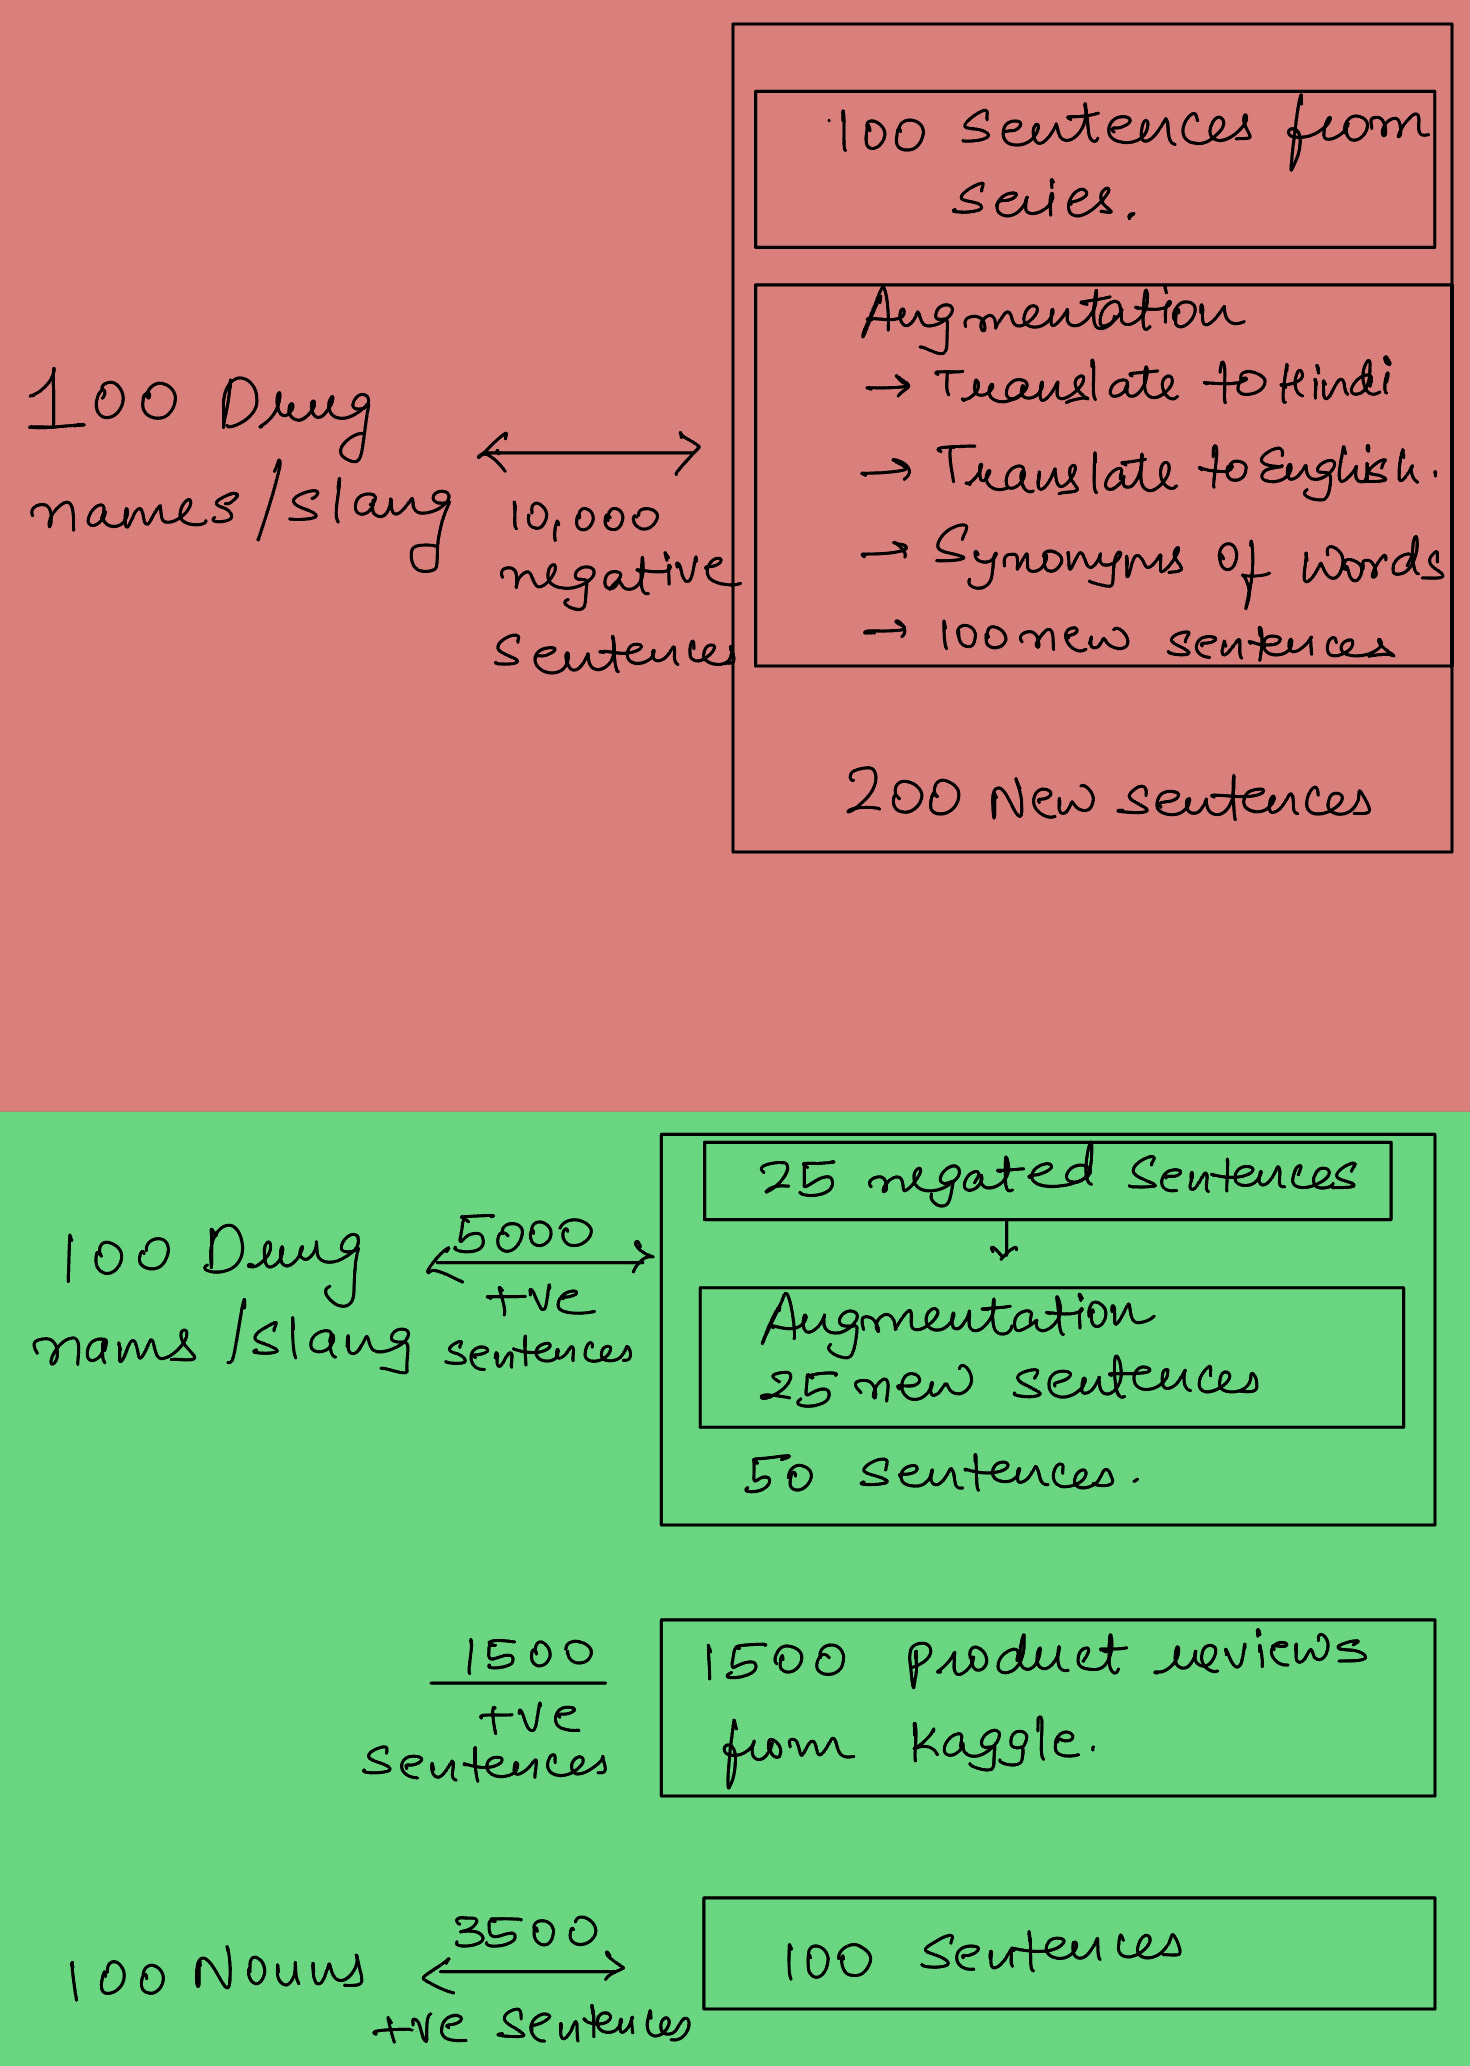 100 Sentences from
Series.
Augmentation
→ Translate to Hindi
→ Translate to English.
→ Synonyms of words
→ 100 new sentences
200 New sentences
100 Drug
names/slang
10,000
negative
Sentences
25 negated Sentences
Augmentation
25 new sentences
50 Sentences.
100 Drug
nams/slang
5000
+ve
sentences
1500
+ve
Sentences
1500 Product reviews
from Kaggle.
100 Nouns
3500
+ve sentences
100 Sentences